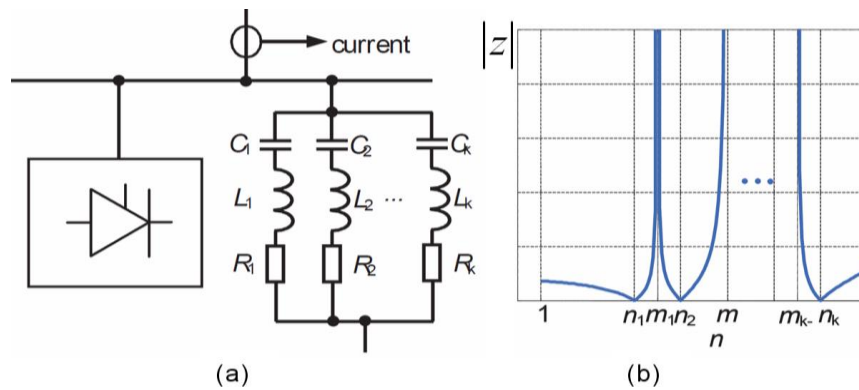 current
C1 C2 Ck
L1 L2 ... Lk
R1 R2 Rk
(a)
|z|
...
1 n1 m1 n2 m mk- nk
n
(b)